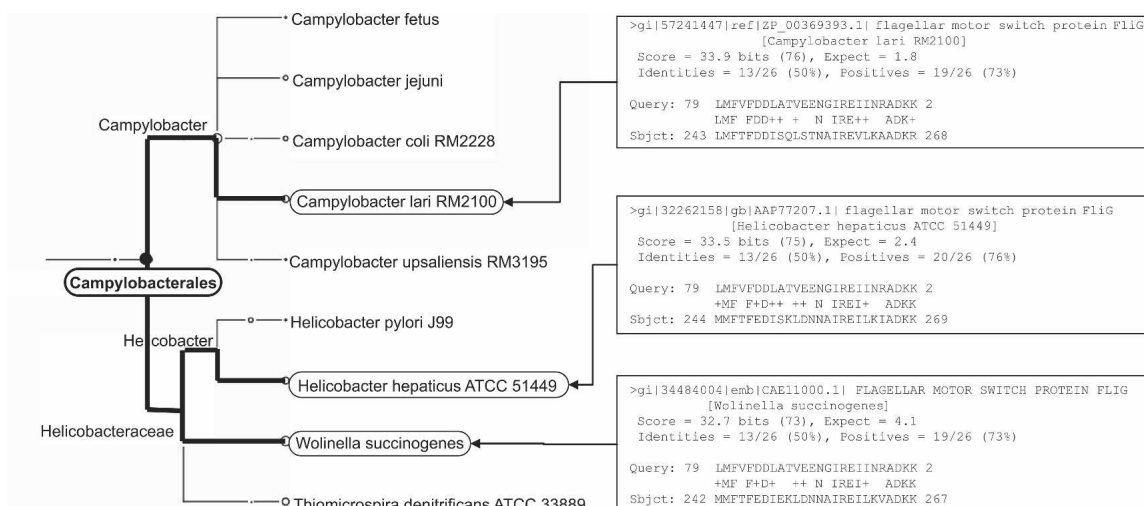 Campylobacter fetus
Campylobacter jejuni
Campylobacter
Campylobacter coli RM2228
Campylobacter lari RM2100
Campylobacter upsaliensis RM3195
Campylobacterales
Helicobacter pylori J99
Helicobacter
Helicobacter hepaticus ATCC 51449
Helicobacteraceae
Wolinella succinogenes
Thiomicrospira denitrificans ATCC 33889
>gi|57241447|ref|ZP_00369393.1| flagellar motor switch protein FliG
[Campylobacter lari RM2100]
Score = 33.9 bits (76), Expect = 1.8
Identities = 13/26 (50%), Positives = 19/26 (73%)
Query: 79 LMFVFDDLATVEENGIREIINRADKK 2
LMF FDD++ + N IRE++ ADK+
Sbjct: 243 LMFTFDDISQLSTNAIREVLKAADKR 268
>gi|32262158|gb|AAP77207.1| flagellar motor switch protein FliG
[Helicobacter hepaticus ATCC 51449]
Score = 33.5 bits (75), Expect = 2.4
Identities = 13/26 (50%), Positives = 20/26 (76%)
Query: 79 LMFVFDDLATVEENGIREIINRADKK 2
+MF F+D++ ++ N IREI+ ADKK
Sbjct: 244 MMFTFEDISKLDNNAIREILKIADKK 269
>gi|34484004|emb|CAE11000.1| FLAGELLAR MOTOR SWITCH PROTEIN FLIG
[Wolinella succinogenes]
Score = 32.7 bits (73), Expect = 4.1
Identities = 13/26 (50%), Positives = 19/26 (73%)
Query: 79 LMFVFDDLATVEENGIREIINRADKK 2
+MF F+D+ ++ N IREI+ ADKK
Sbjct: 242 MMFTFEDIEKLDNNAIREILKVADKK 267